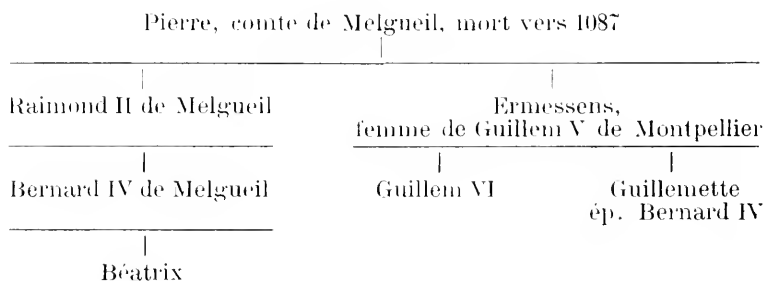 Pierre, comte de Melgueil, mort vers 1087
Raimond II de Melgueil
Ermessens,
femme de Guillem V de Montpellier
Bernard IV de Melgueil
Guillem VI
Guillemette
ép. Bernard IV
Béatrix